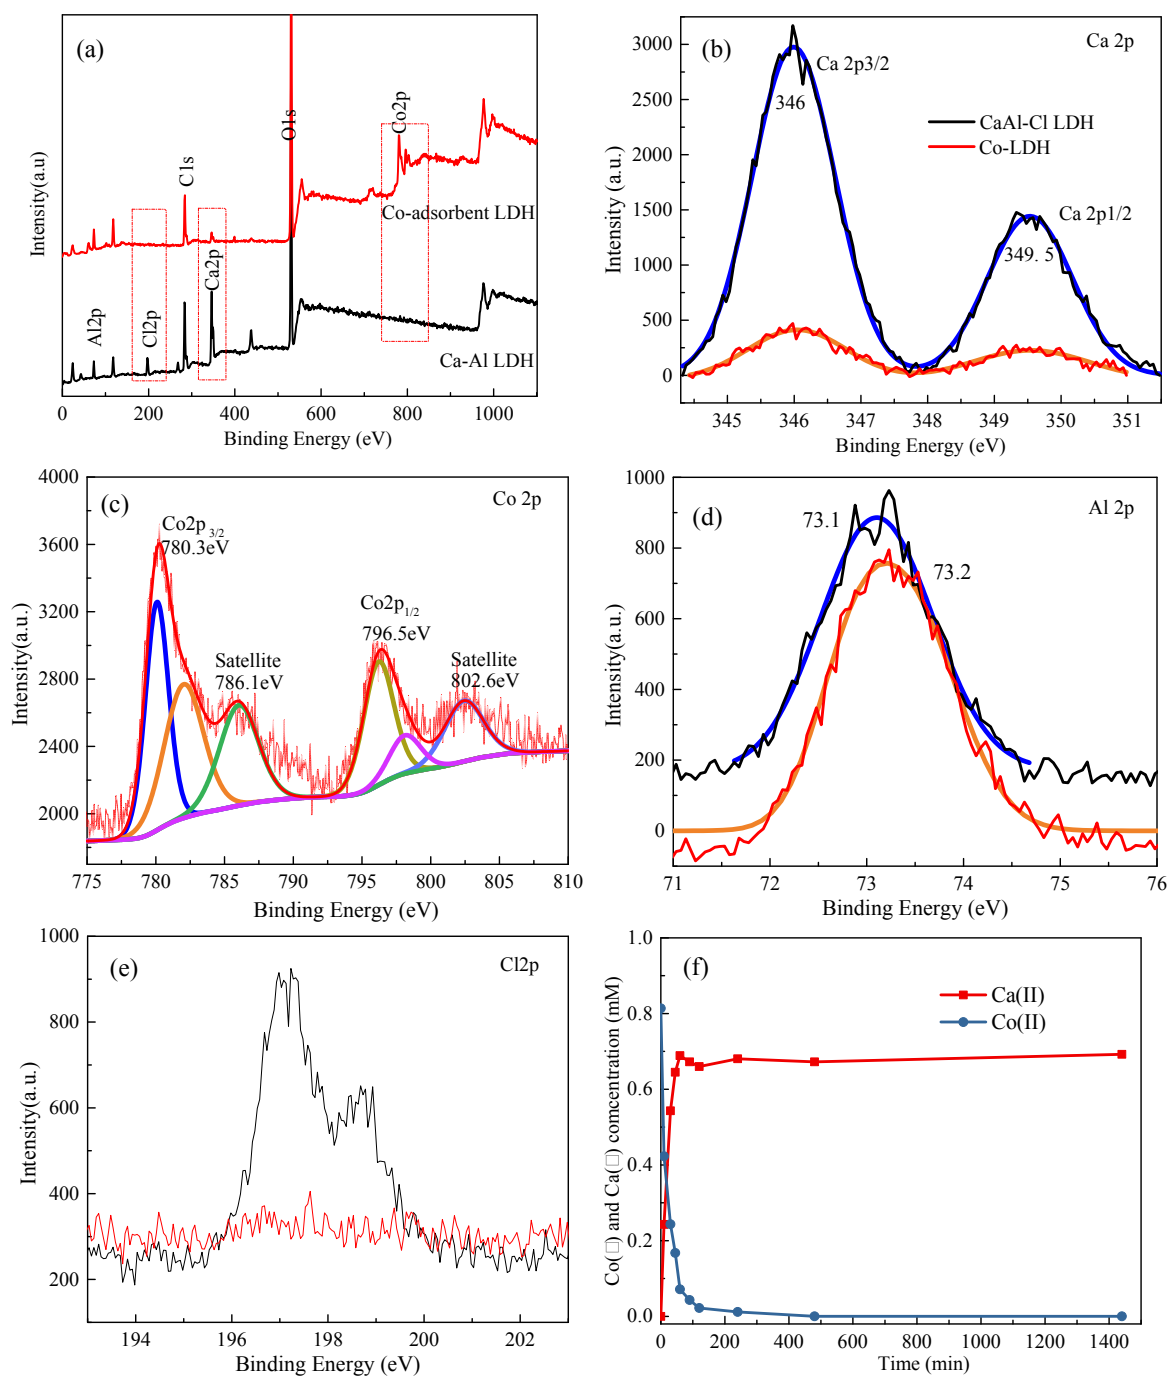 (a)
Intensity(a.u)
Al2p
Cl2p
C1s
Ca2p
O1s
Co2p
Co-adsorbent LDH
Ca-Al LDH
0 200 400 600 800 1000
Binding Energy (eV)
(b)
Ca 2p
Intensity (a.u.)
3000
2500
2000
1500
1000
500
0
Ca 2p3/2
346
CaAl-Cl LDH
Co-LDH
Ca 2p1/2
349. 5
345 346 347 348 349 350 351
Binding Energy (eV)
(c)
Co 2p
Intensity(a.u.)
4000
3600
3200
2800
2400
2000
Co2p 3/2
780.3eV
Satellite
786.1eV
Co2p1/2
796.5eV
Satellite
802.6eV
775 780 785 790 795 800 805 810
Binding Energy (eV)
(d)
Al 2p
Intensity(a.u.)
1000
800
600
400
200
0
73.1
73.2
71 72 73 74 75 76
Binding Energy (eV)
(e)
Cl2p
Intensity(a.u.)
1000
800
600
400
200
194 196 198 200 202
Binding Energy (eV)
(f)
Co(□) and Ca(□) comcentration (mM)
1.0
0.8
0.6
0.4
0.2
0.0
Ca(II)
Co(II)
0 200 400 600 800 1000 1200 1400
Time (min)